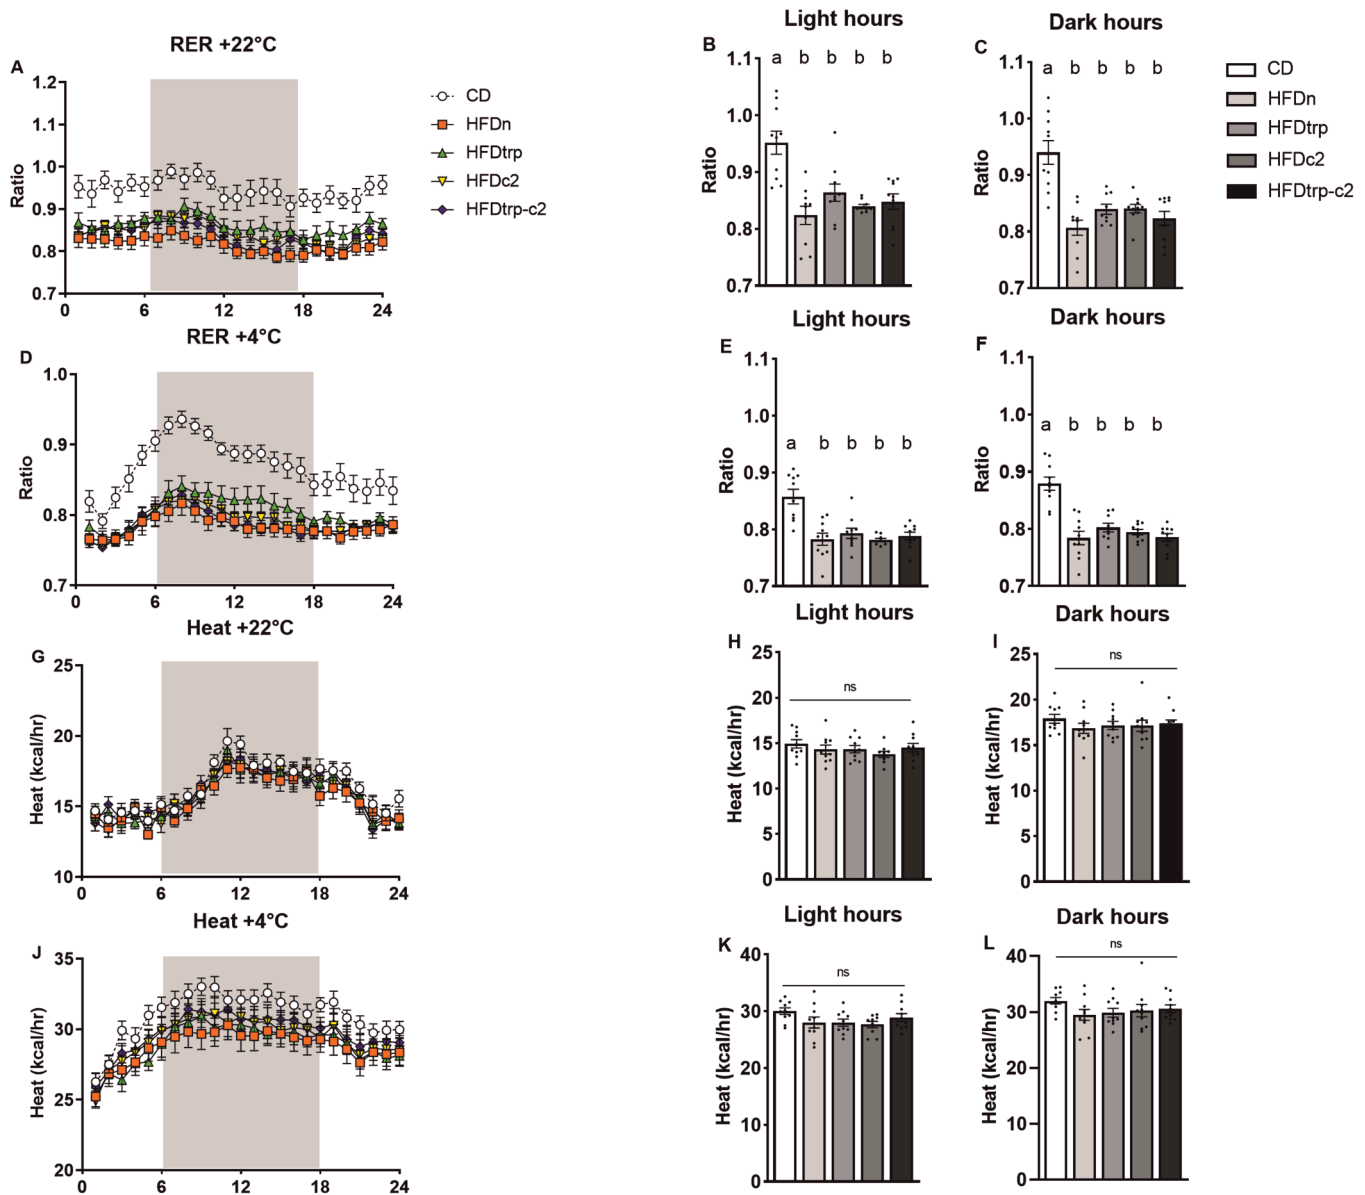 RER +22°C
A
1.2
1.1
1.0
0.9
0.8
0.7
Ratio
0
6
12
18
24
CD
HFDn
HFDtrp
HFDc2
HFDtrp-c2
Light hours
B
a b b b b
1.1
1.0
0.9
0.8
0.7
Ratio
Dark hours
C
a b b b b
1.1
1.0
0.9
0.8
0.7
Ratio
CD
HFDn
HFDtrp
HFDc2
HFDtrp-c2
RER +4°C
D
1.0
0.9
0.8
0.7
Ratio
0
6
12
18
24
Light hours
E
a b b b b
1.1
1.0
0.9
0.8
0.7
Ratio
Dark hours
F
a b b b b
1.1
1.0
0.9
0.8
0.7
Ratio
Heat +22°C
G
25
20
15
10
Heat (kcal/hr)
0
6
12
18
24
Light hours
H
ns
25
20
15
10
5
0
Heat (kcal/hr)
Dark hours
I
ns
25
20
15
10
5
0
Heat (kcal/hr)
Heat +4°C
J
35
30
25
20
Heat (kcal/hr)
0
6
12
18
24
Light hours
K
ns
40
30
20
10
0
Heat (kcal/hr)
Dark hours
L
ns
40
30
20
10
0
Heat (kcal/hr)